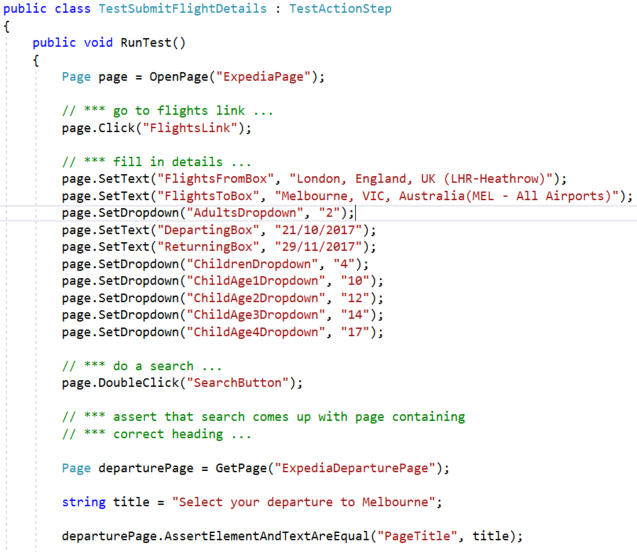 public class TestSubmitFlightDetails : TestActionStep
{
public void RunTest()
{
Page page = OpenPage("ExpediaPage");
// *** go to flights link ...
page.Click("FlightsLink");
// *** fill in details ...
page.SetText("FlightsFromBox", "London, England, UK (LHR-Heathrow)");
page.SetText("FlightsToBox", "Melbourne, VIC, Australia(MEL - All Airports)");
page.SetDropdown("AdultsDropdown", "2");
page.SetText("DepartingBox", "21/10/2017");
page.SetText("ReturningBox", "29/11/2017");
page.SetDropdown("ChildrenDropdown", "4");
page.SetDropdown("ChildAge1Dropdown", "10");
page.SetDropdown("ChildAge2Dropdown", "12");
page.SetDropdown("ChildAge3Dropdown", "14");
page.SetDropdown("ChildAge4Dropdown", "17");
// *** do a search ...
page.DoubleClick("SearchButton");
// *** assert that search comes up with page containing
// *** correct heading ...
Page departurePage = GetPage("ExpediaDeparturePage");
string title = "Select your departure to Melbourne";
departurePage.AssertElementAndTextAreEqual("PageTitle", title);